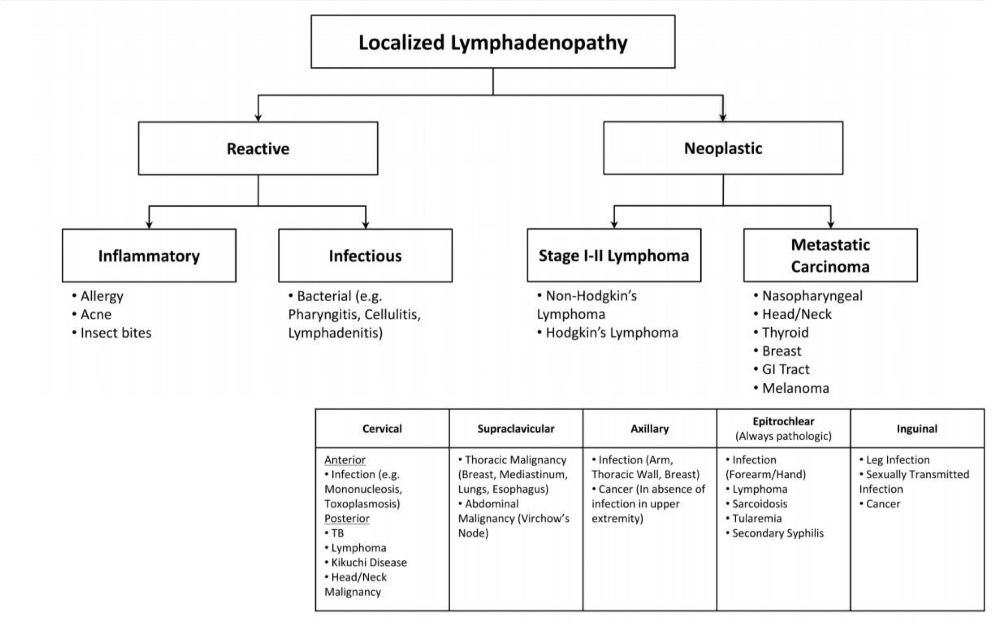 Localized Lymphadenopathy
Reactive
Neoplastic
Inflammatory
• Allergy
• Acne
• Insect bites
Infectious
• Bacterial (e.g.
Pharyngitis, Cellulitis,
Lymphadenitis)
Stage I-II Lymphoma
• Non-Hodgkin’s
Lymphoma
• Hodgkin’s Lymphoma
Metastatic
Carcinoma
• Nasopharyngeal
• Head/Neck
• Thyroid
• Breast
• GI Tract
• Melanoma
Cervical
Anterior
• Infection (e.g.
Mononucleosis,
Toxoplasmosis)
Posterior
• TB
• Lymphoma
• Kikuchi Disease
• Head/Neck
Malignancy
Supraclavicular
• Thoracic Malignancy
(Breast, Mediastinum,
Lungs, Esophagus)
• Abdominal
Malignancy (Virchow’s
Node)
Axillary
• Infection (Arm,
Thoracic Wall, Breast)
• Cancer (In absence of
infection in upper
extremity)
Epitrochlear
(Always pathologic)
• Infection
(Forearm/Hand)
• Lymphoma
• Sarcoidosis
• Tularemia
• Secondary Syphilis
Inguinal
• Leg Infection
• Sexually Transmitted
Infection
• Cancer